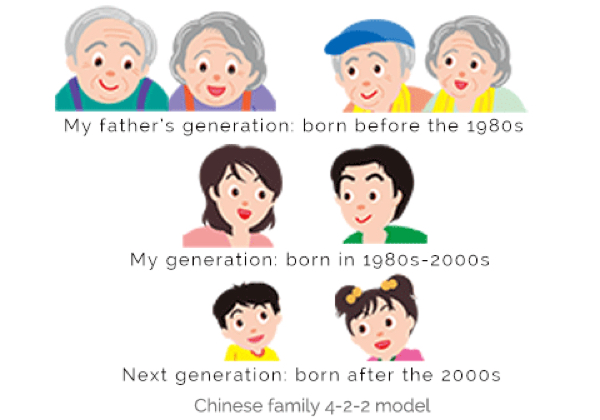 My father's generation: born before the 1980s
My generation: born in 1980s-2000s
Next generation: born after the 2000s
Chinese family 4-2-2 model